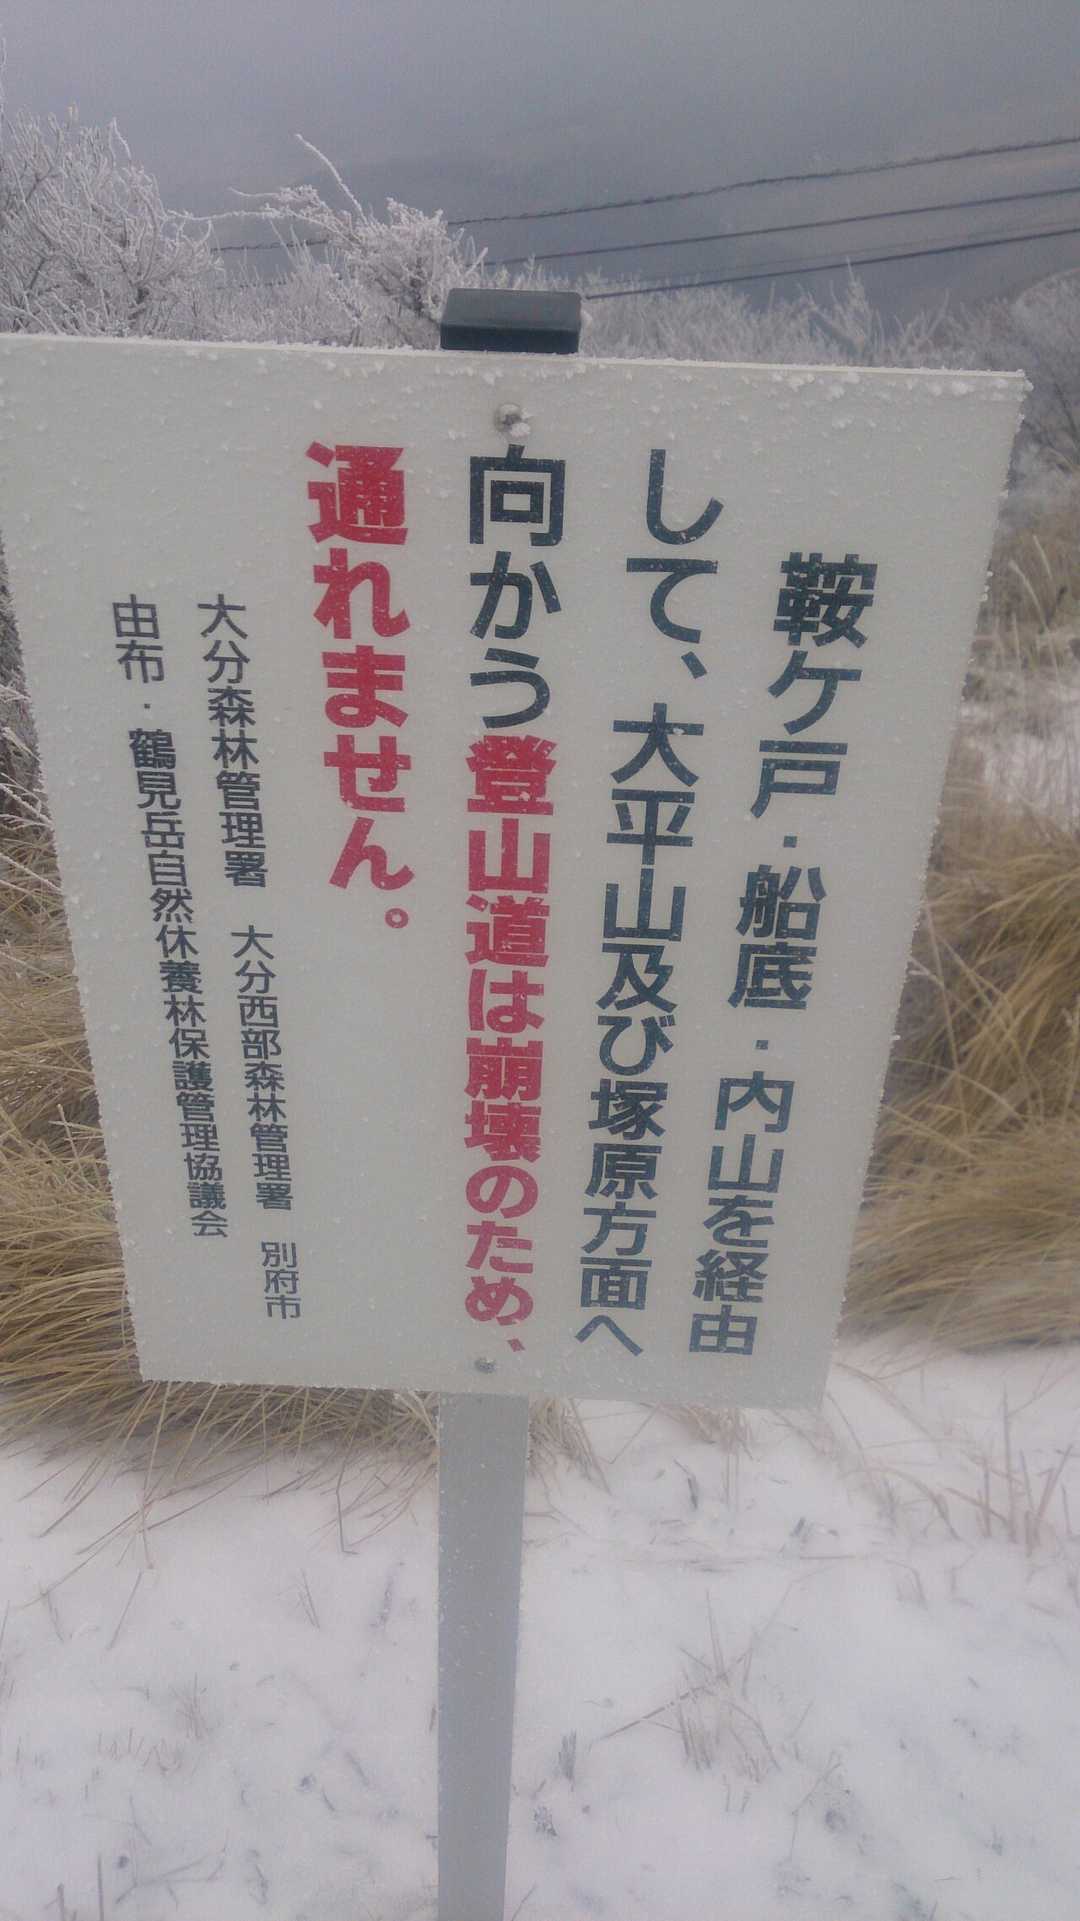 鞍ケ戸・船底・内山を経由
して、大平山及び塚原方面へ
向かう登山道は崩壊のため、
通れません。
大分森林管理署　大分西部森林管理署　別府市
由布・鶴見岳自然休養林保護管理協議会